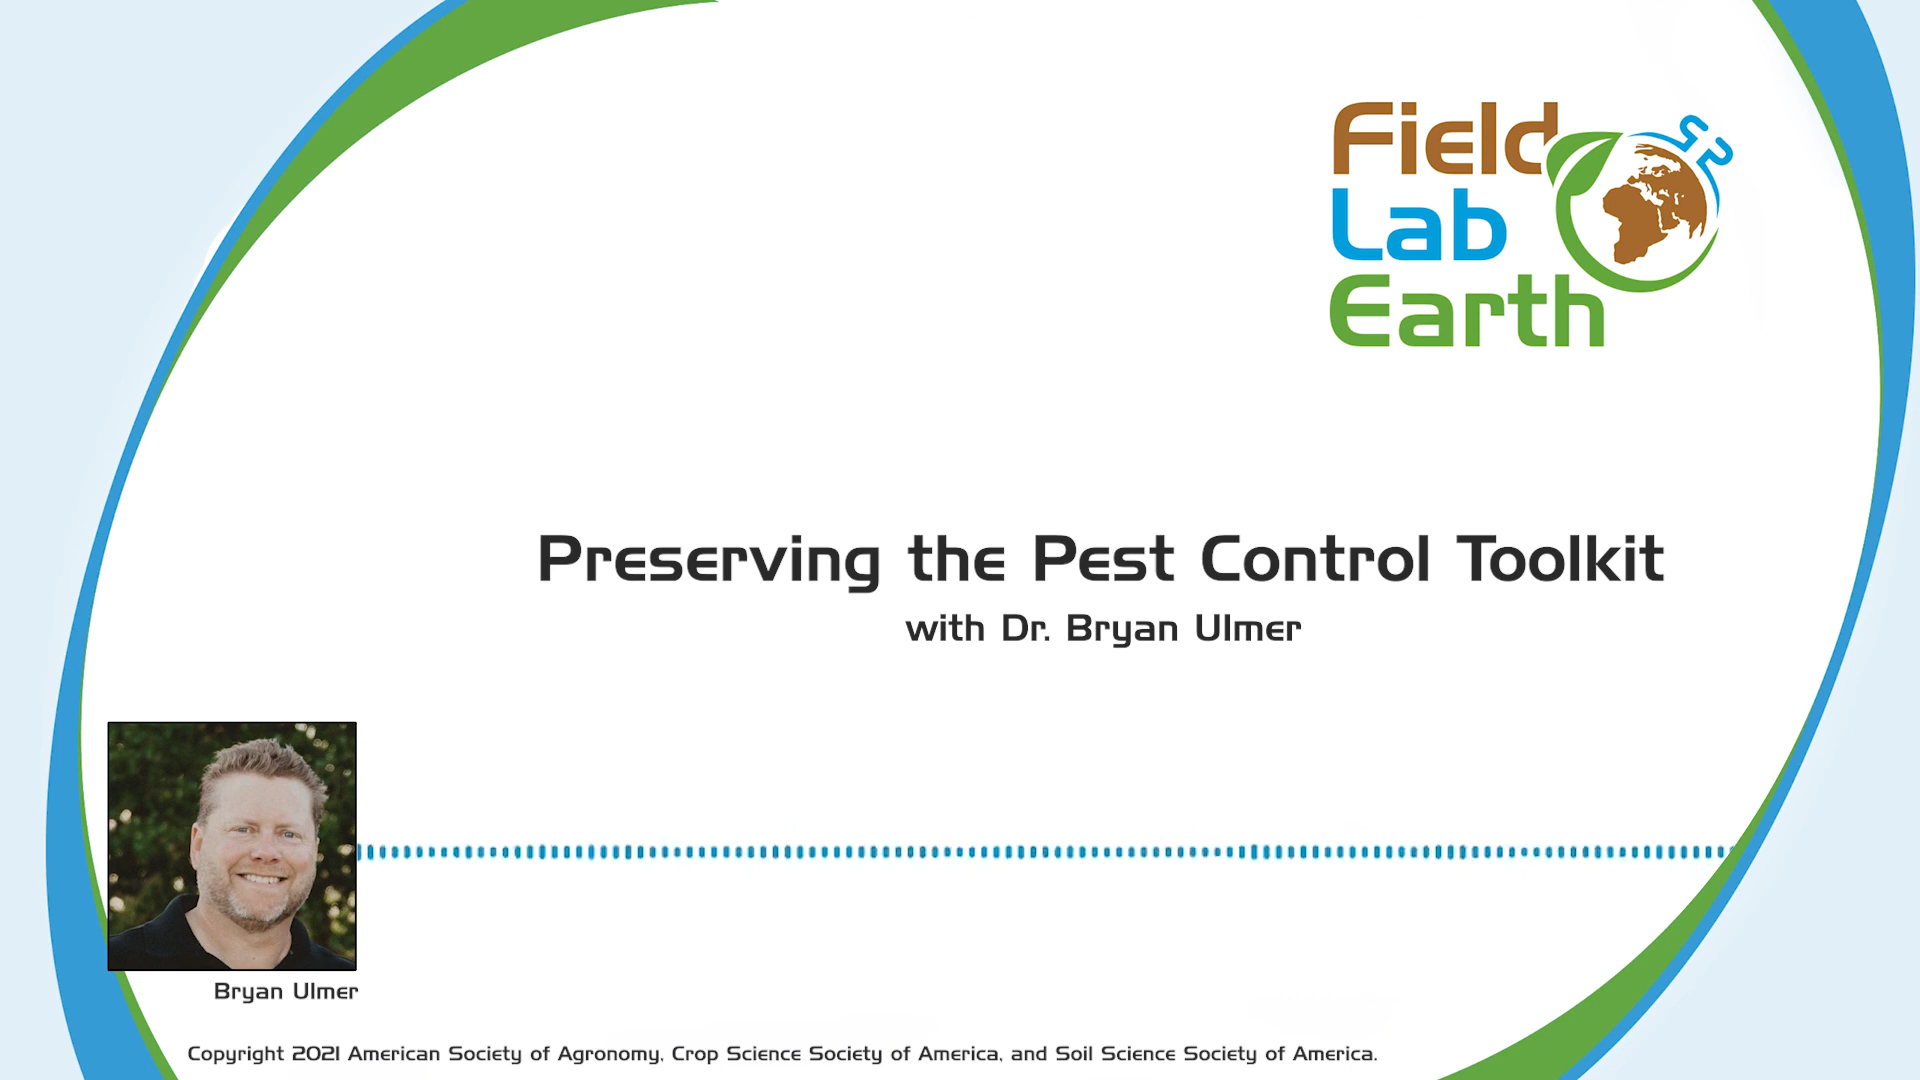 Field
Lab
Earth
Preserving the Pest Control Toolkit
with Dr. Bryan Ulmer
Bryan Ulmer
Copyright 2021 American Society of Agronomy, Crop Science Society of America, and Soil Science Society of America.